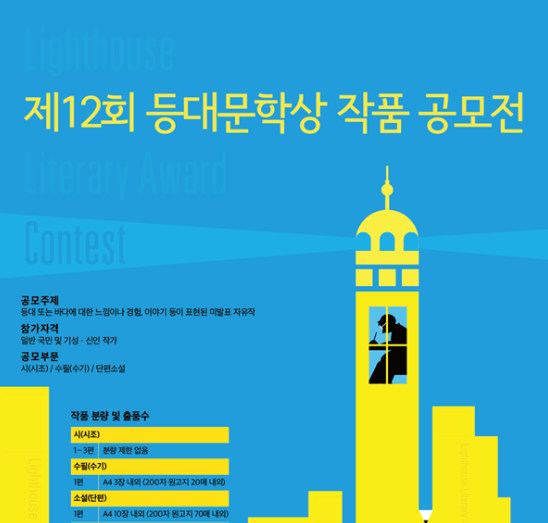 Lighthouse
제12회 등대문학상 작품 공모전
Literary Award
Contest
공모주제
등대 또는 바다에 대한 느낌이나 경험, 이야기 등이 표현된 미발표 자유작
참가자격
일반 국민 및 기성 · 신인 작가
공모부문
시(시조) / 수필(수기) / 단편소설
작품 분량 및 출품수
시(시조)
1~3편 분량 제한 없음
수필(수기)
1편 A4 3장 내외 (200자 원고지 20매 내외)
소설(단편)
1편 A4 10장 내외 (200자 원고지 70매 내외)
Lighthouse
Lighthouse Literary